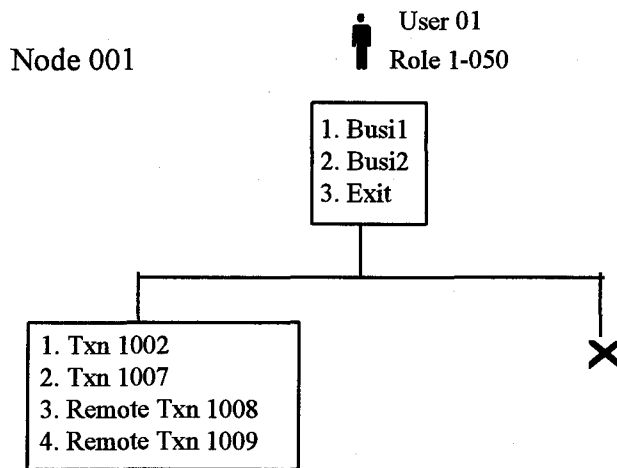 User 01
Node 001
Role 1-050
1. Busi1
2. Busi2
3. Exit
1. Txn 1002
2. Txn 1007
3. Remote Txn 1008
4. Remote Txn 1009